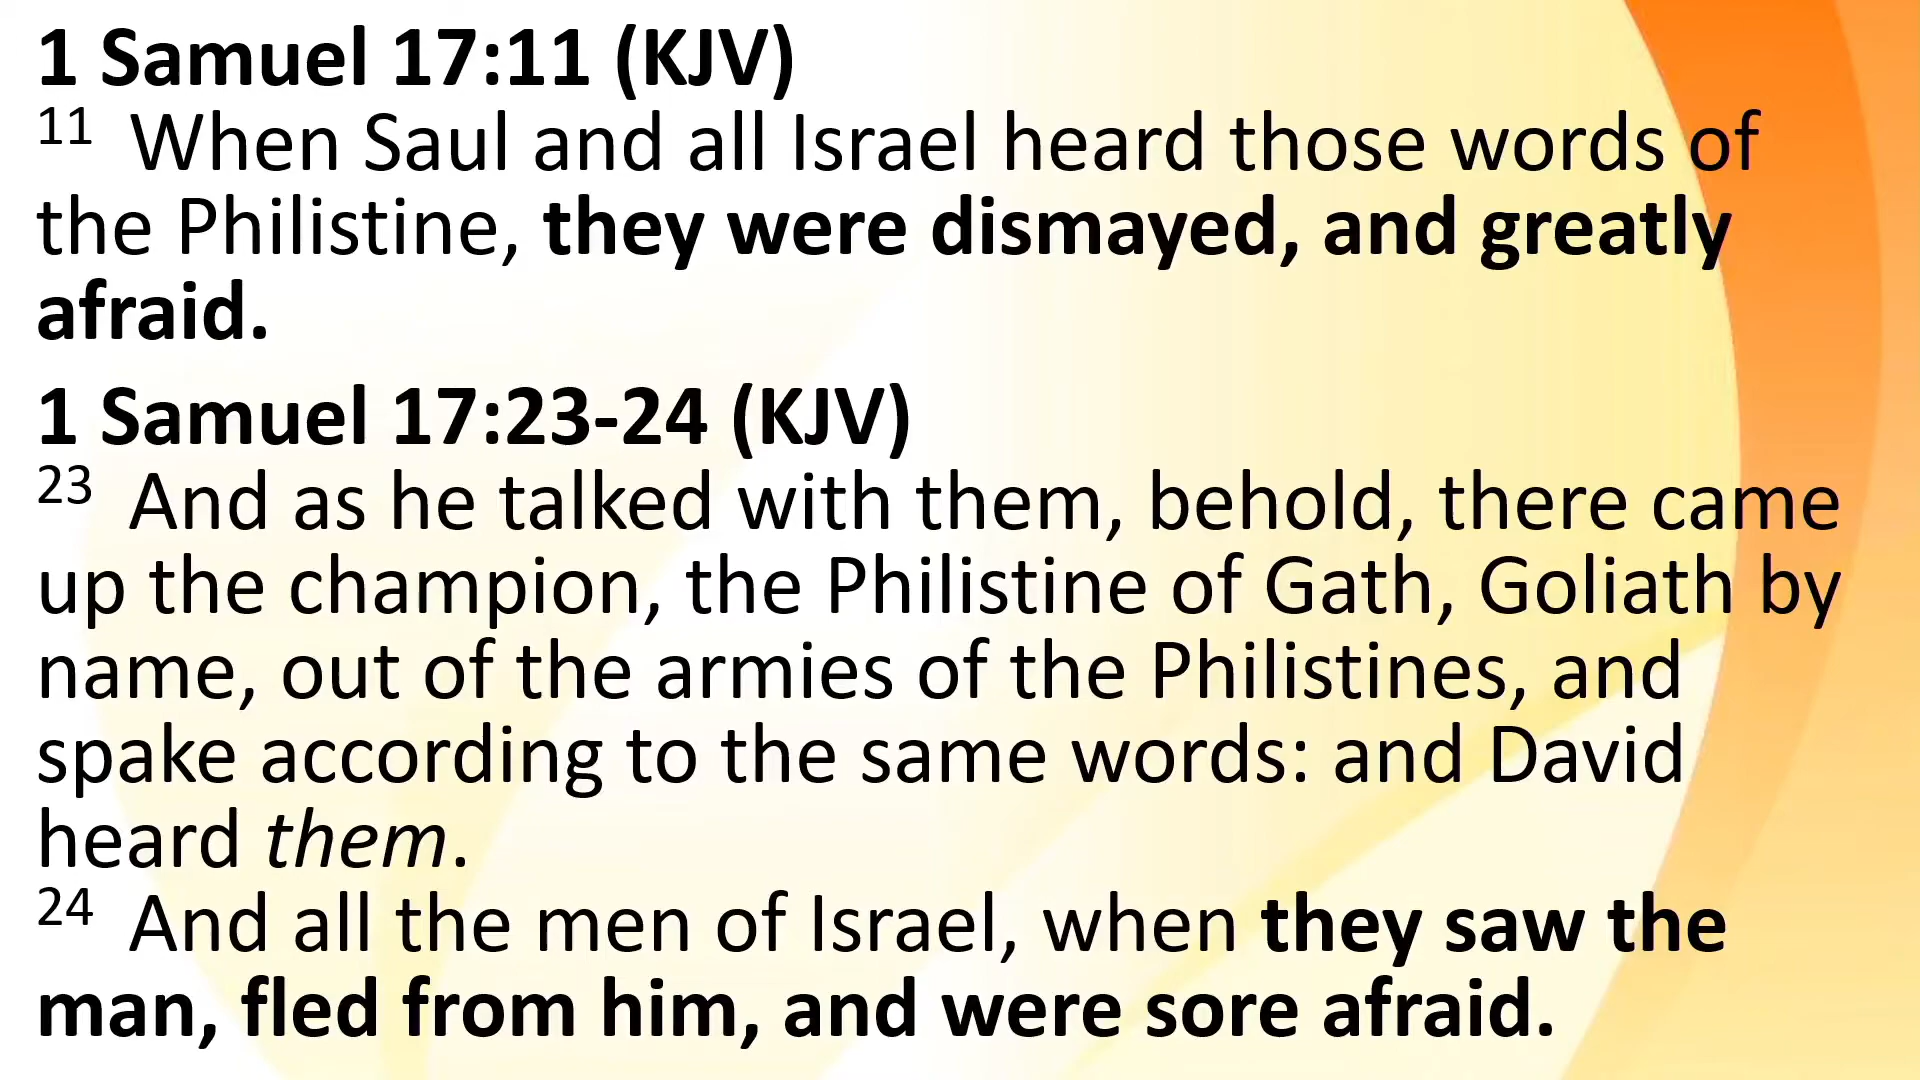 1 Samuel 17:11 (KJV)
11 When Saul and all Israel heard those words of
the Philistine, they were dismayed, and greatly
afraid.
1 Samuel 17:23-24 (KJV)
23 And as he talked with them, behold, there came
up the champion, the Philistine of Gath, Goliath by
name, out of the armies of the Philistines, and
spake according to the same words: and David
heard them.
24 And all the men of Israel, when they saw the
man, fled from him, and were sore afraid.